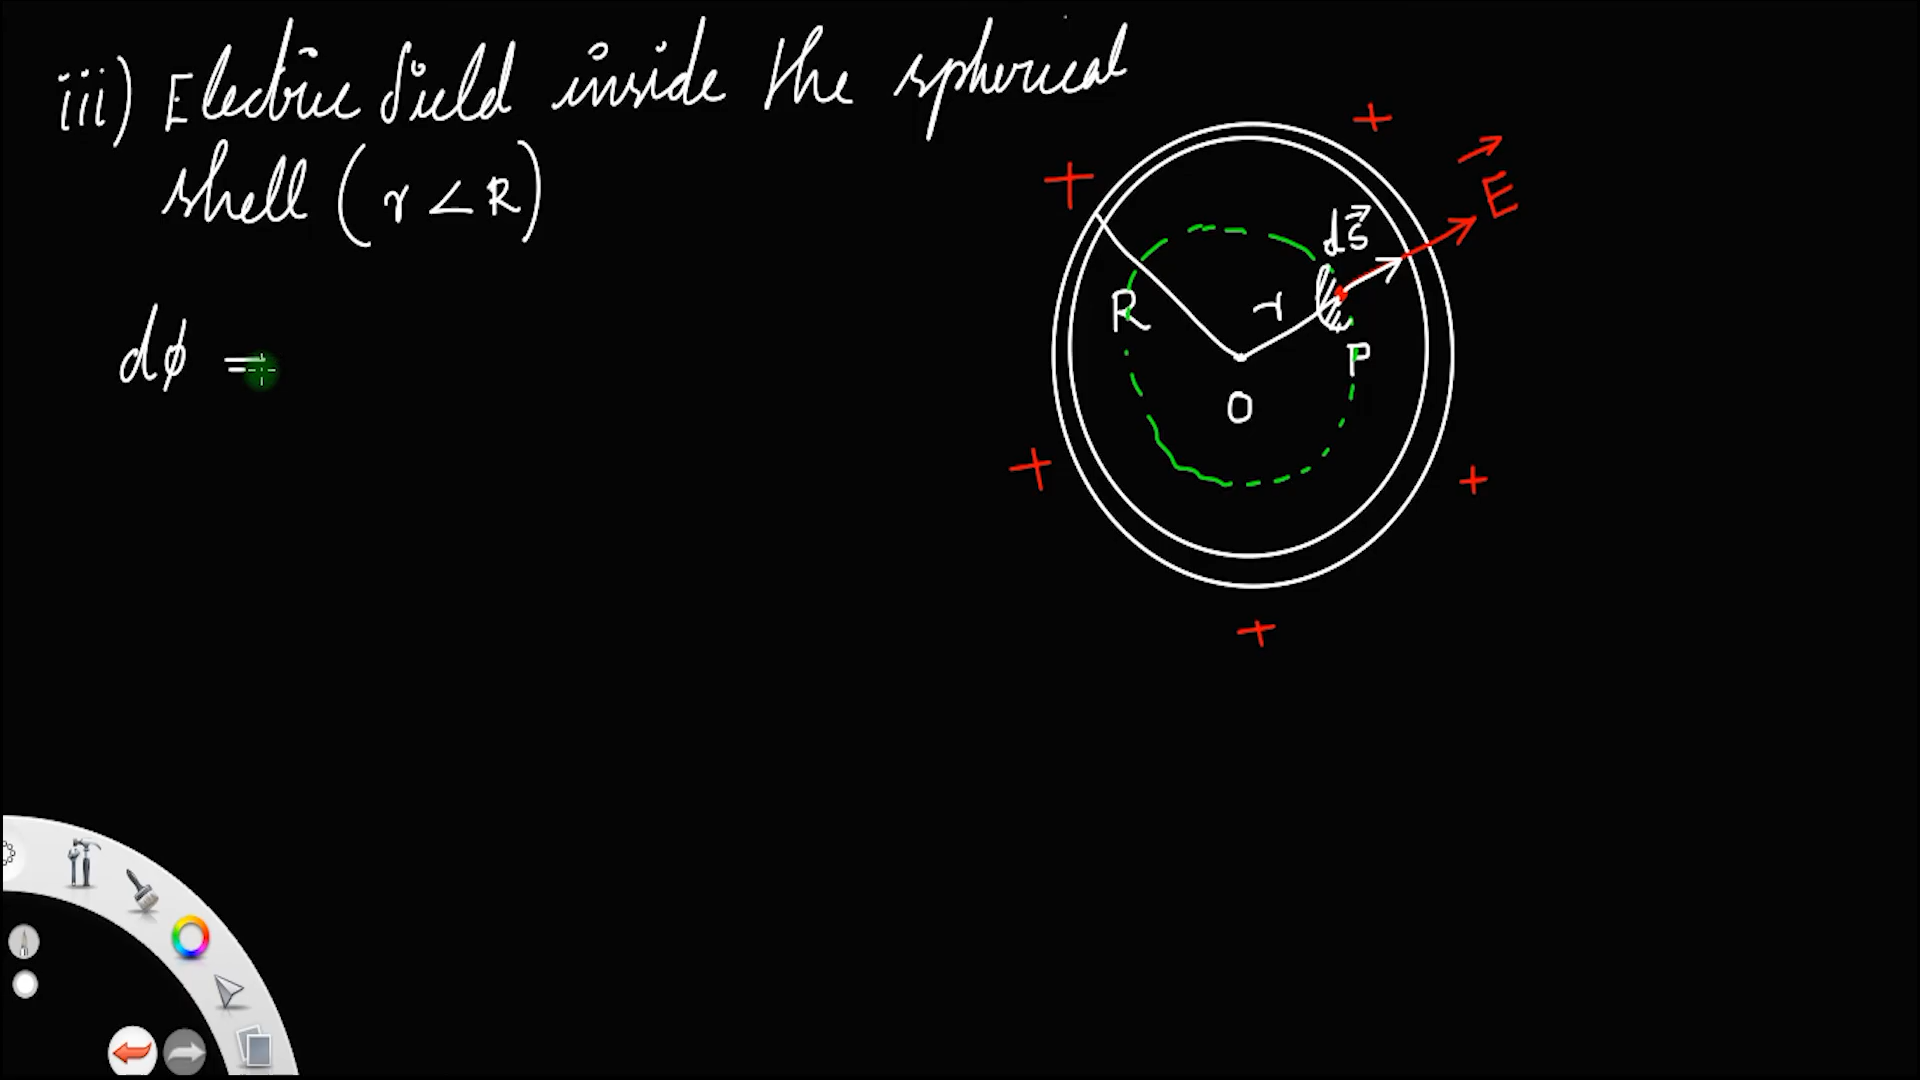 iii) Electric field inside the spherical
shell (r < R)
dφ =
+
+
E
dS
R
r
P
O
+
+
+